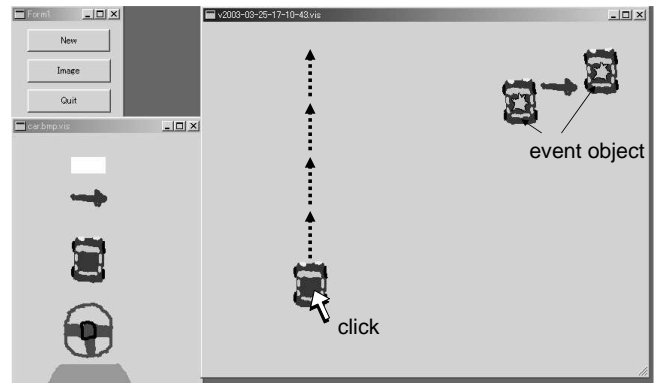 Form1
New
Image
Quit
car.bmp.vis
v2003-03-25-17-10-43.vis
event object
click